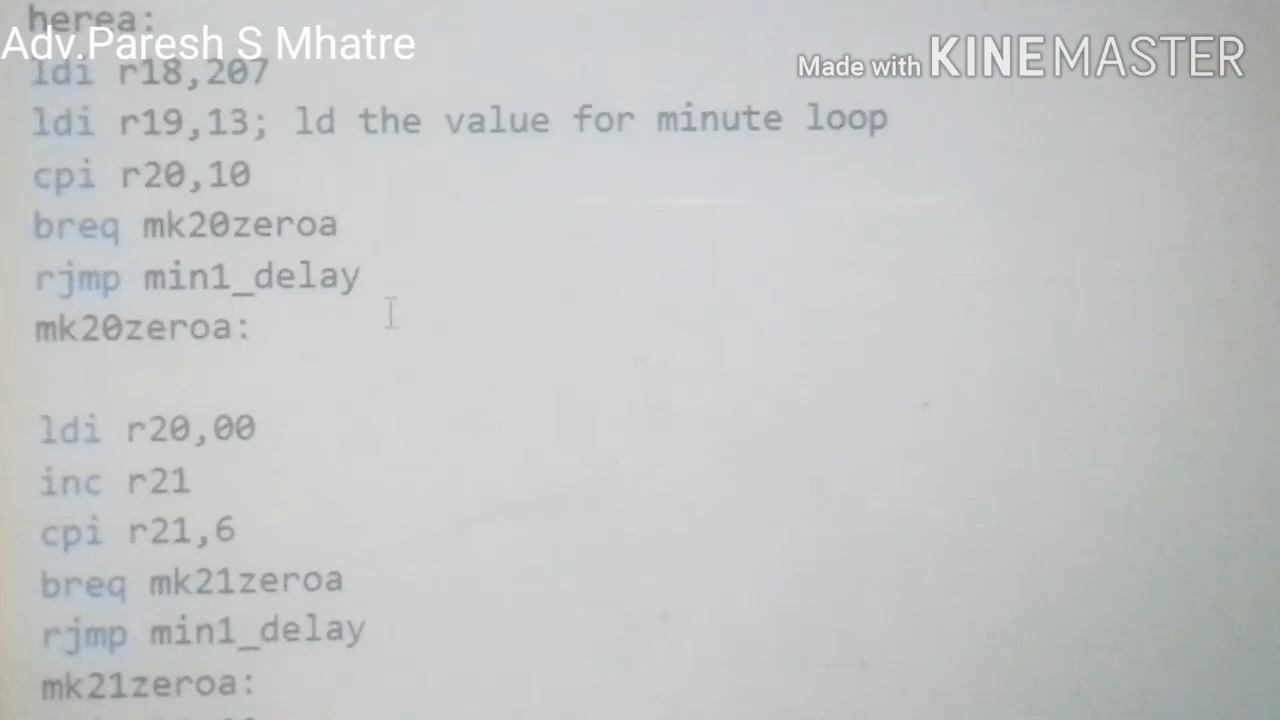 herea:
Adv.Paresh S Mhatre
Made with KINEMASTER
ldi r18,207
ldi r19,13; ld the value for minute loop
cpi r20,10
breq mk20zeroa
rjmp min1_delay
mk20zeroa:
ldi r20,00
inc r21
cpi r21,6
breq mk21zeroa
rjmp min1_delay
mk21zeroa: